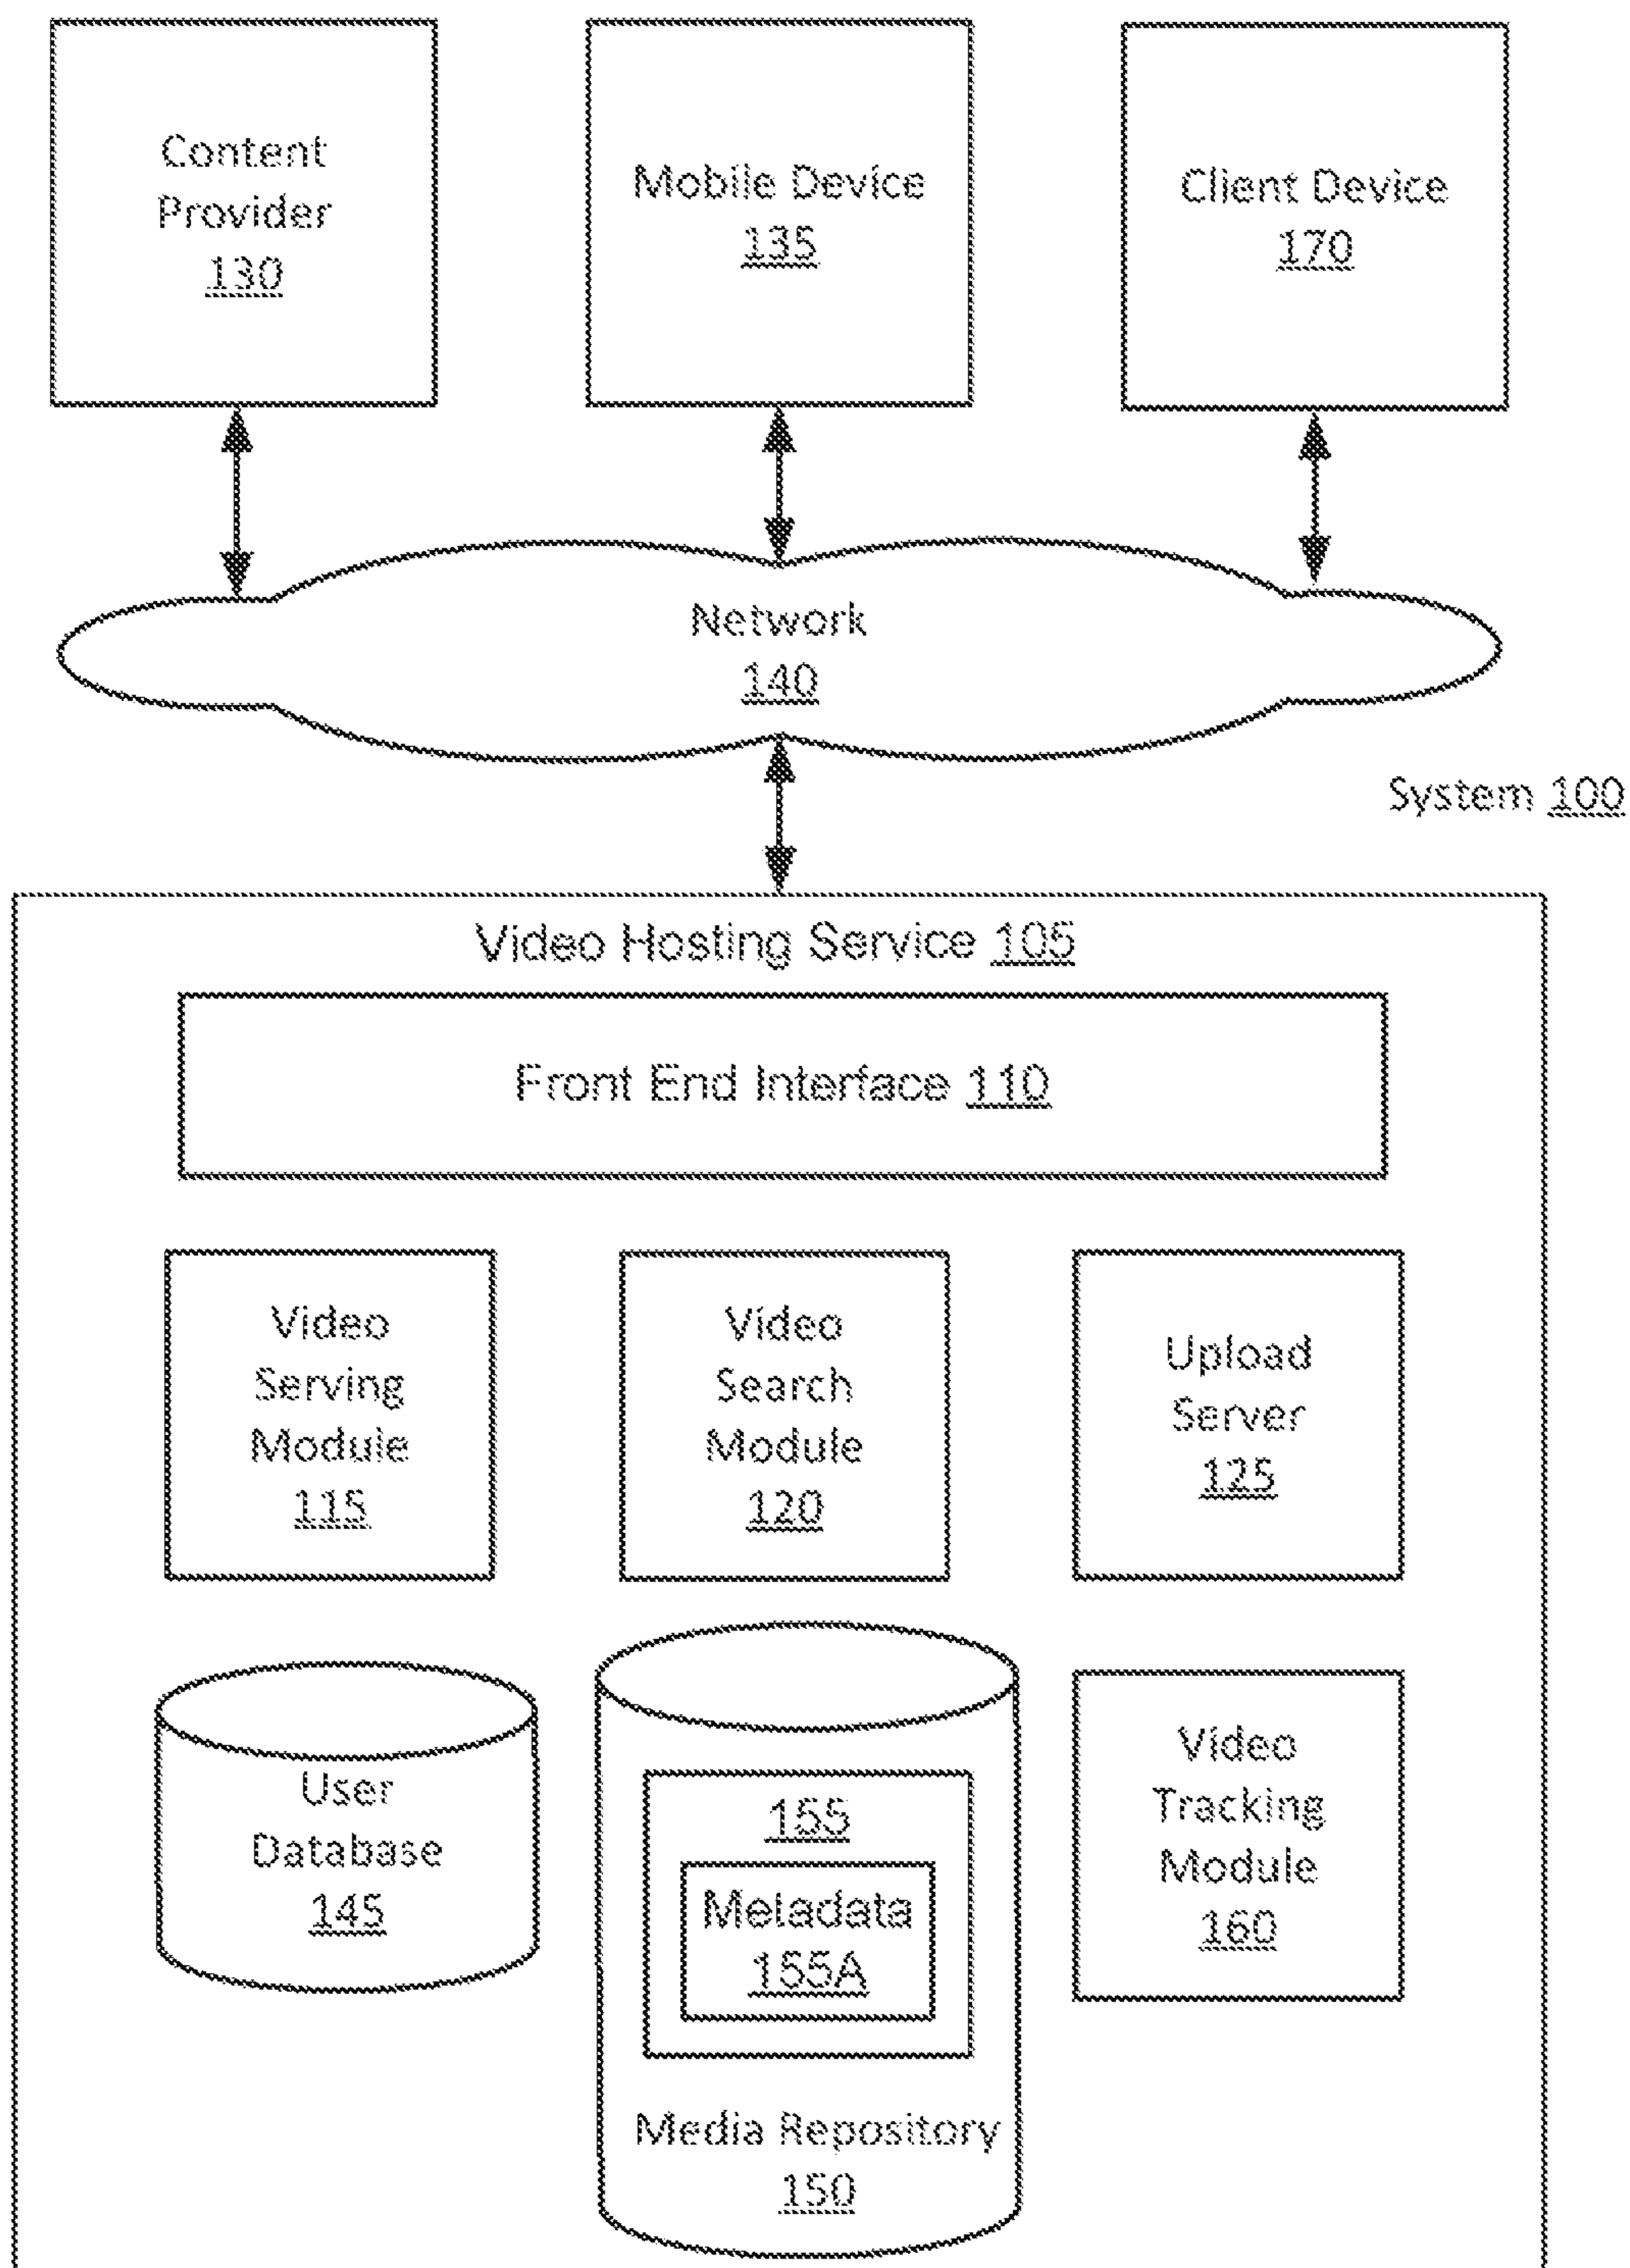 Content
Provider
130
Mobile Device
135
Client Device
170
Network
140
System 100
Video Hosting Service 105
Front End Interface 110
Video
Serving
Module
115
Video
Search
Module
120
Upload
Server
125
User
Database
145
155
Metadata
155A
Media Repository
150
Video
Tracking
Module
160